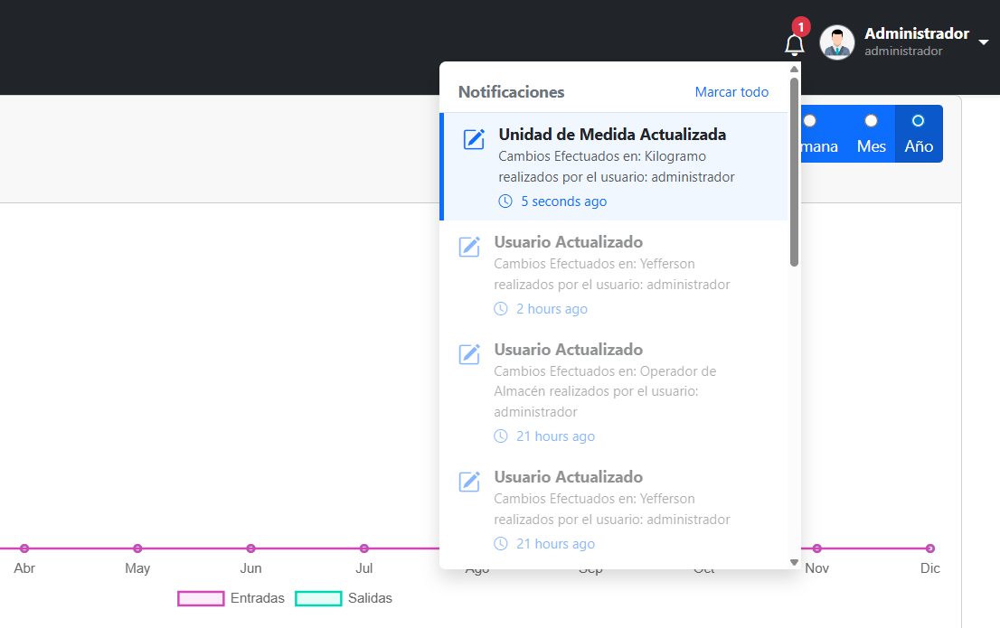 1
Administrador
administrador
Notificaciones
Marcar todo
mana
Mes
Año
Unidad de Medida Actualizada
Cambios Efectuados en: Kilogramo
realizados por el usuario: administrador
5 seconds ago
Usuario Actualizado
Cambios Efectuados en: Yefferson
realizados por el usuario: administrador
2 hours ago
Usuario Actualizado
Cambios Efectuados en: Operador de
Almacén realizados por el usuario:
administrador
21 hours ago
Usuario Actualizado
Cambios Efectuados en: Yefferson
realizados por el usuario: administrador
21 hours ago
Abr
May
Jun
Jul
Ago
Sep
Oct
Nov
Dic
Entradas
Salidas